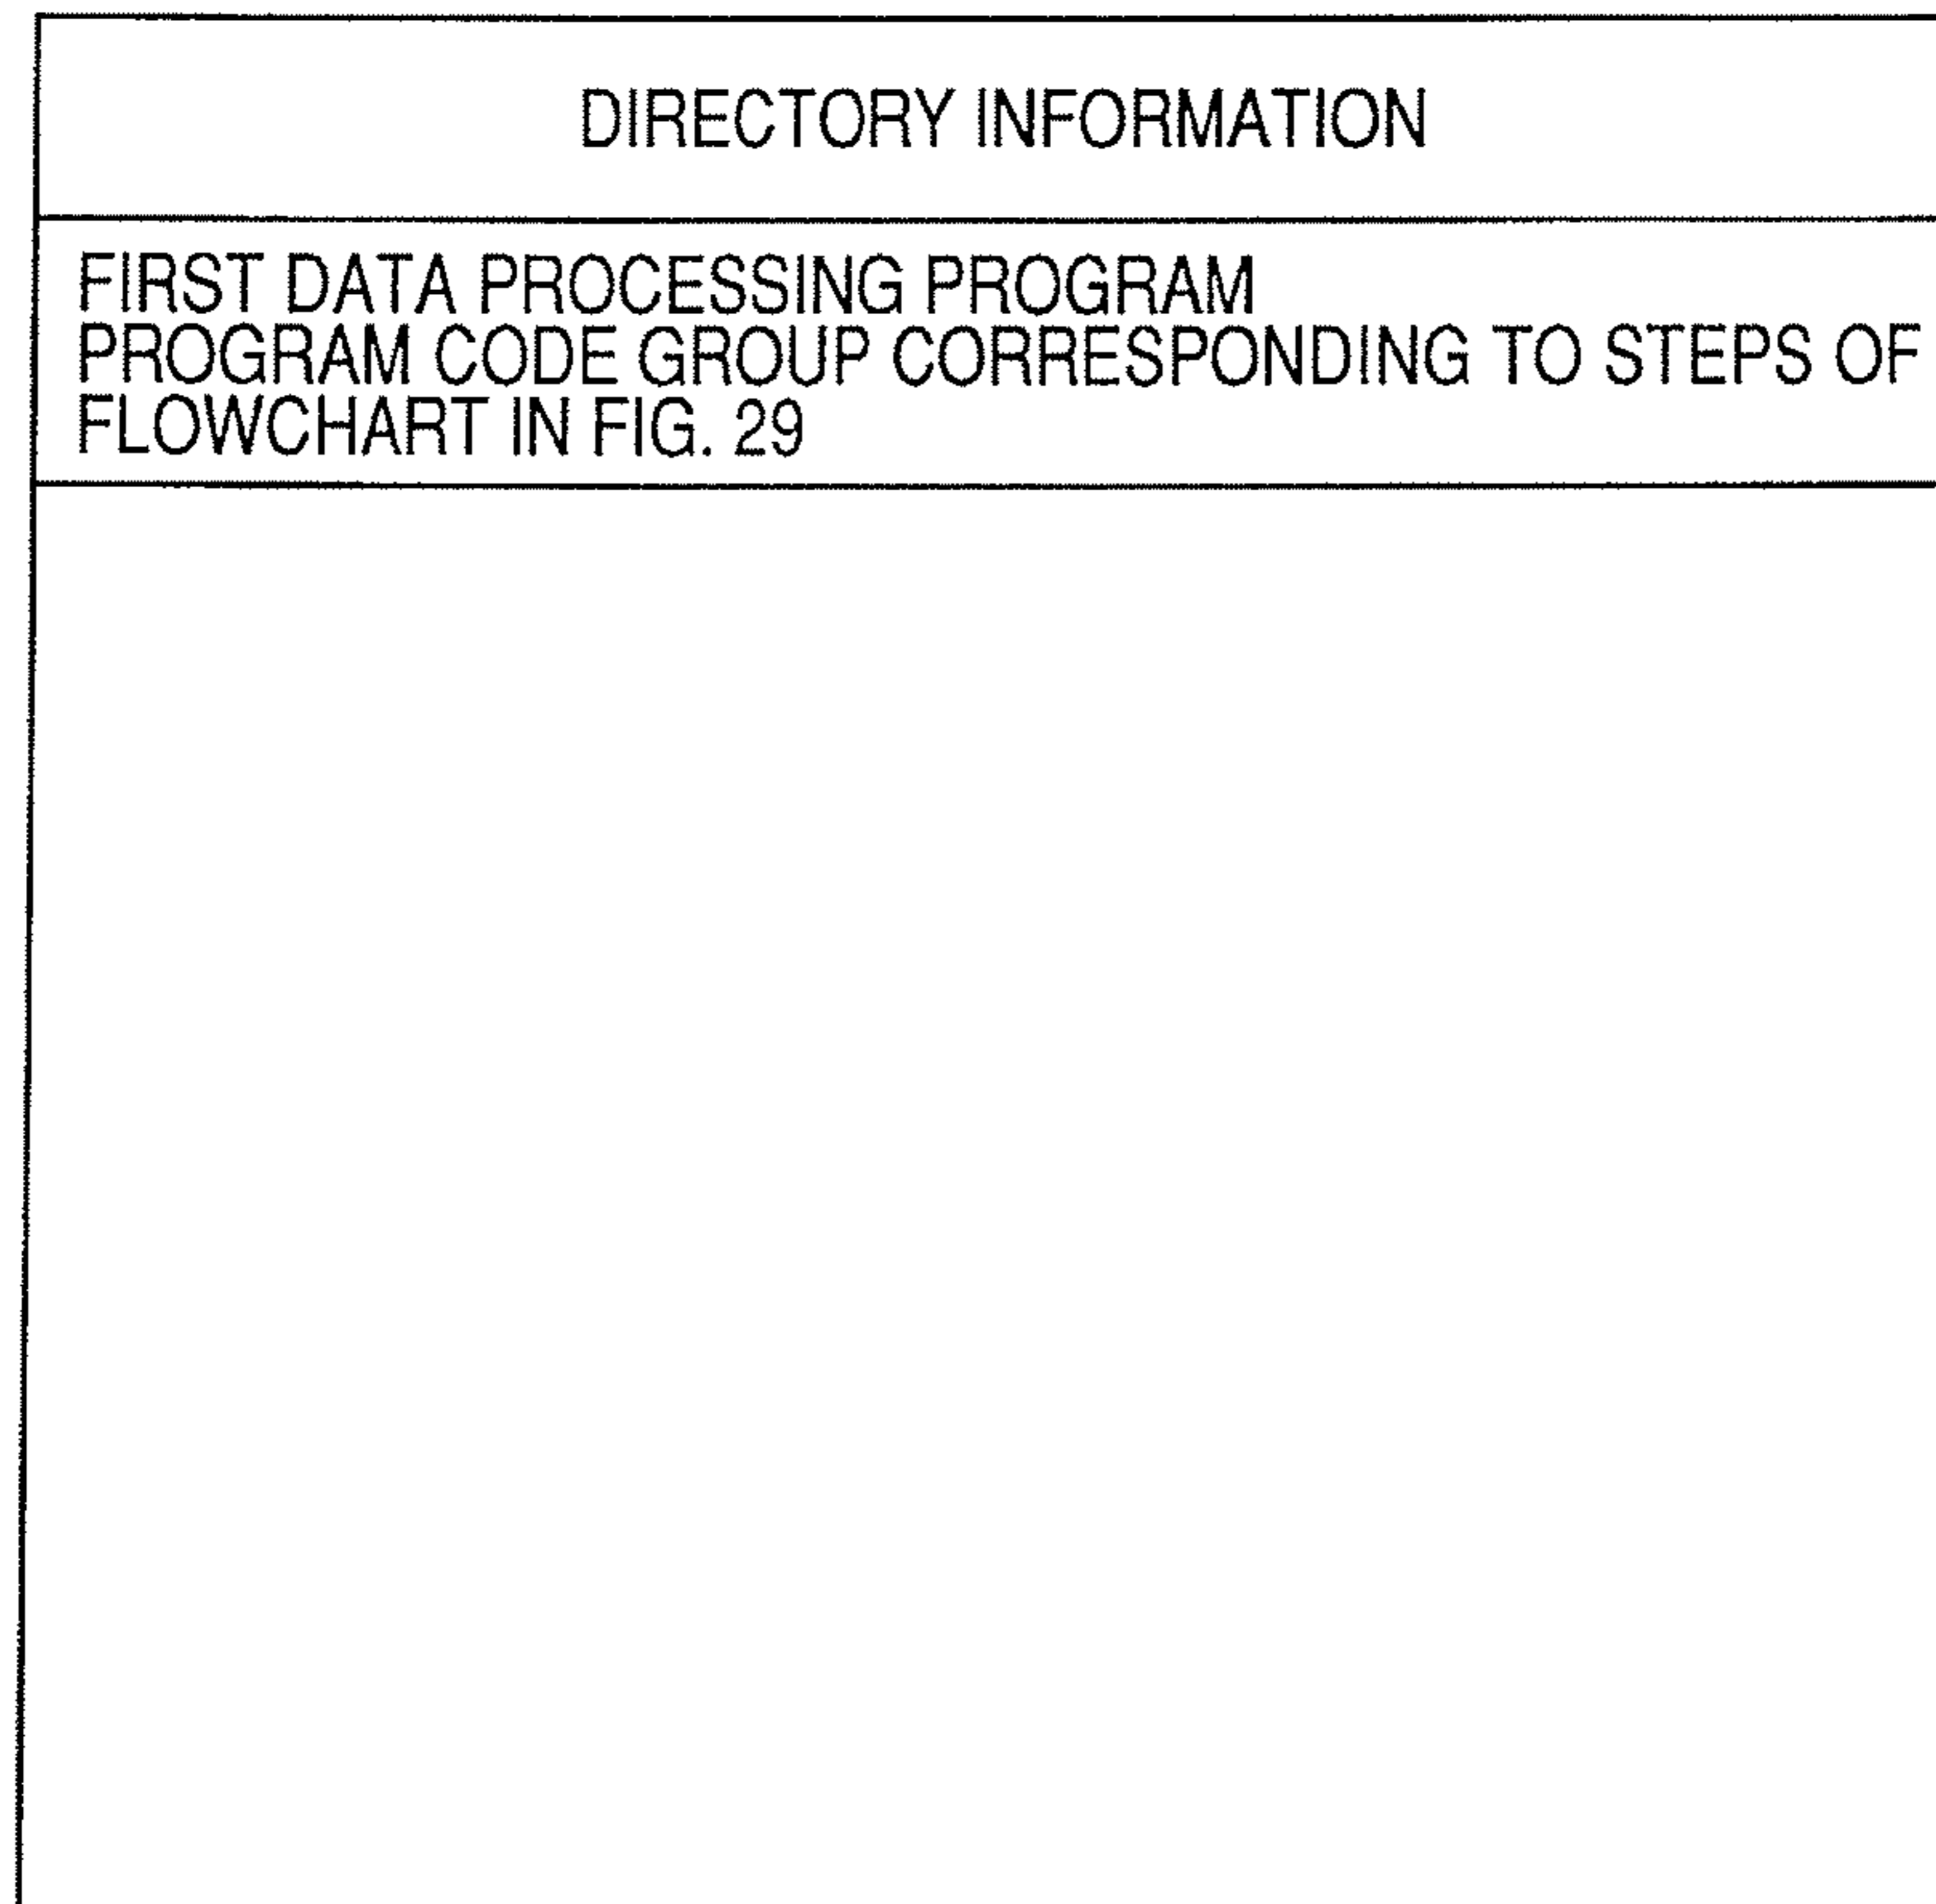 DIRECTORY INFORMATION
FIRST DATA PROCESSING PROGRAM
PROGRAM CODE GROUP CORRESPONDING TO STEPS OF
FLOWCHART IN FIG. 29